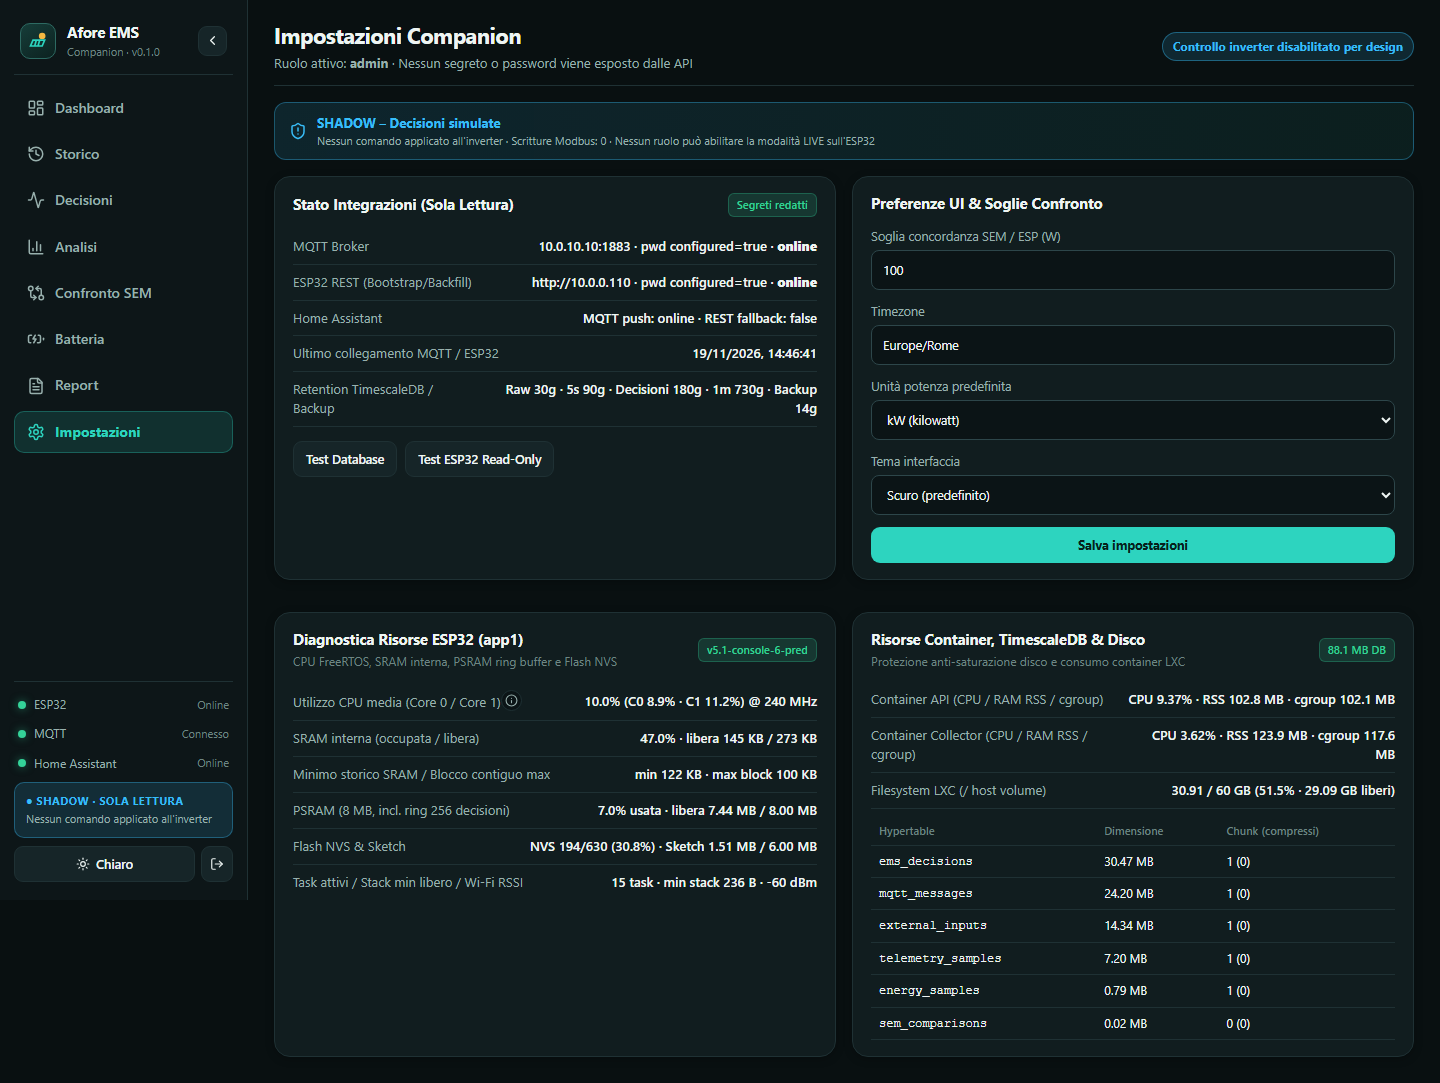 Afore EMS
Companion · v0.1.0
Dashboard
Storico
Decisioni
Analisi
Confronto SEM
Batteria
Report
Impostazioni
ESP32 Online
MQTT Connesso
Home Assistant Online
● SHADOW · SOLA LETTURA
Nessun comando applicato all'inverter
Chiaro
Impostazioni Companion
Ruolo attivo: admin · Nessun segreto o password viene esposto dalle API
Controllo inverter disabilitato per design
SHADOW – Decisioni simulate
Nessun comando applicato all'inverter · Scritture Modbus: 0 · Nessun ruolo può abilitare la modalità LIVE sull'ESP32
Stato Integrazioni (Sola Lettura)
Segreti redatti
MQTT Broker 10.0.10.10:1883 · pwd configured=true · online
ESP32 REST (Bootstrap/Backfill) http://10.0.0.110 · pwd configured=true · online
Home Assistant MQTT push: online · REST fallback: false
Ultimo collegamento MQTT / ESP32 19/11/2026, 14:46:41
Retention TimescaleDB / Raw 30g · 5s 90g · Decisioni 180g · 1m 730g · Backup
Backup 14g
Test Database Test ESP32 Read-Only
Preferenze UI & Soglie Confronto
Soglia concordanza SEM / ESP (W)
100
Timezone
Europe/Rome
Unità potenza predefinita
kW (kilowatt)
Tema interfaccia
Scuro (predefinito)
Salva impostazioni
Diagnostica Risorse ESP32 (app1)
CPU FreeRTOS, SRAM interna, PSRAM ring buffer e Flash NVS
v5.1-console-6-pred
Utilizzo CPU media (Core 0 / Core 1) 10.0% (C0 8.9% · C1 11.2%) @ 240 MHz
SRAM interna (occupata / libera) 47.0% · libera 145 KB / 273 KB
Minimo storico SRAM / Blocco contiguo max min 122 KB · max block 100 KB
PSRAM (8 MB, incl. ring 256 decisioni) 7.0% usata · libera 7.44 MB / 8.00 MB
Flash NVS & Sketch NVS 194/630 (30.8%) · Sketch 1.51 MB / 6.00 MB
Task attivi / Stack min libero / Wi-Fi RSSI 15 task · min stack 236 B · -60 dBm
Risorse Container, TimescaleDB & Disco
Protezione anti-saturazione disco e consumo container LXC
88.1 MB DB
Container API (CPU / RAM RSS / cgroup) CPU 9.37% · RSS 102.8 MB · cgroup 102.1 MB
Container Collector (CPU / RAM RSS / CPU 3.62% · RSS 123.9 MB · cgroup 117.6
cgroup) MB
Filesystem LXC (/ host volume) 30.91 / 60 GB (51.5% · 29.09 GB liberi)
Hypertable Dimensione Chunk (compressi)
ems_decisions 30.47 MB 1 (0)
mqtt_messages 24.20 MB 1 (0)
external_inputs 14.34 MB 1 (0)
telemetry_samples 7.20 MB 1 (0)
energy_samples 0.79 MB 1 (0)
sem_comparisons 0.02 MB 0 (0)